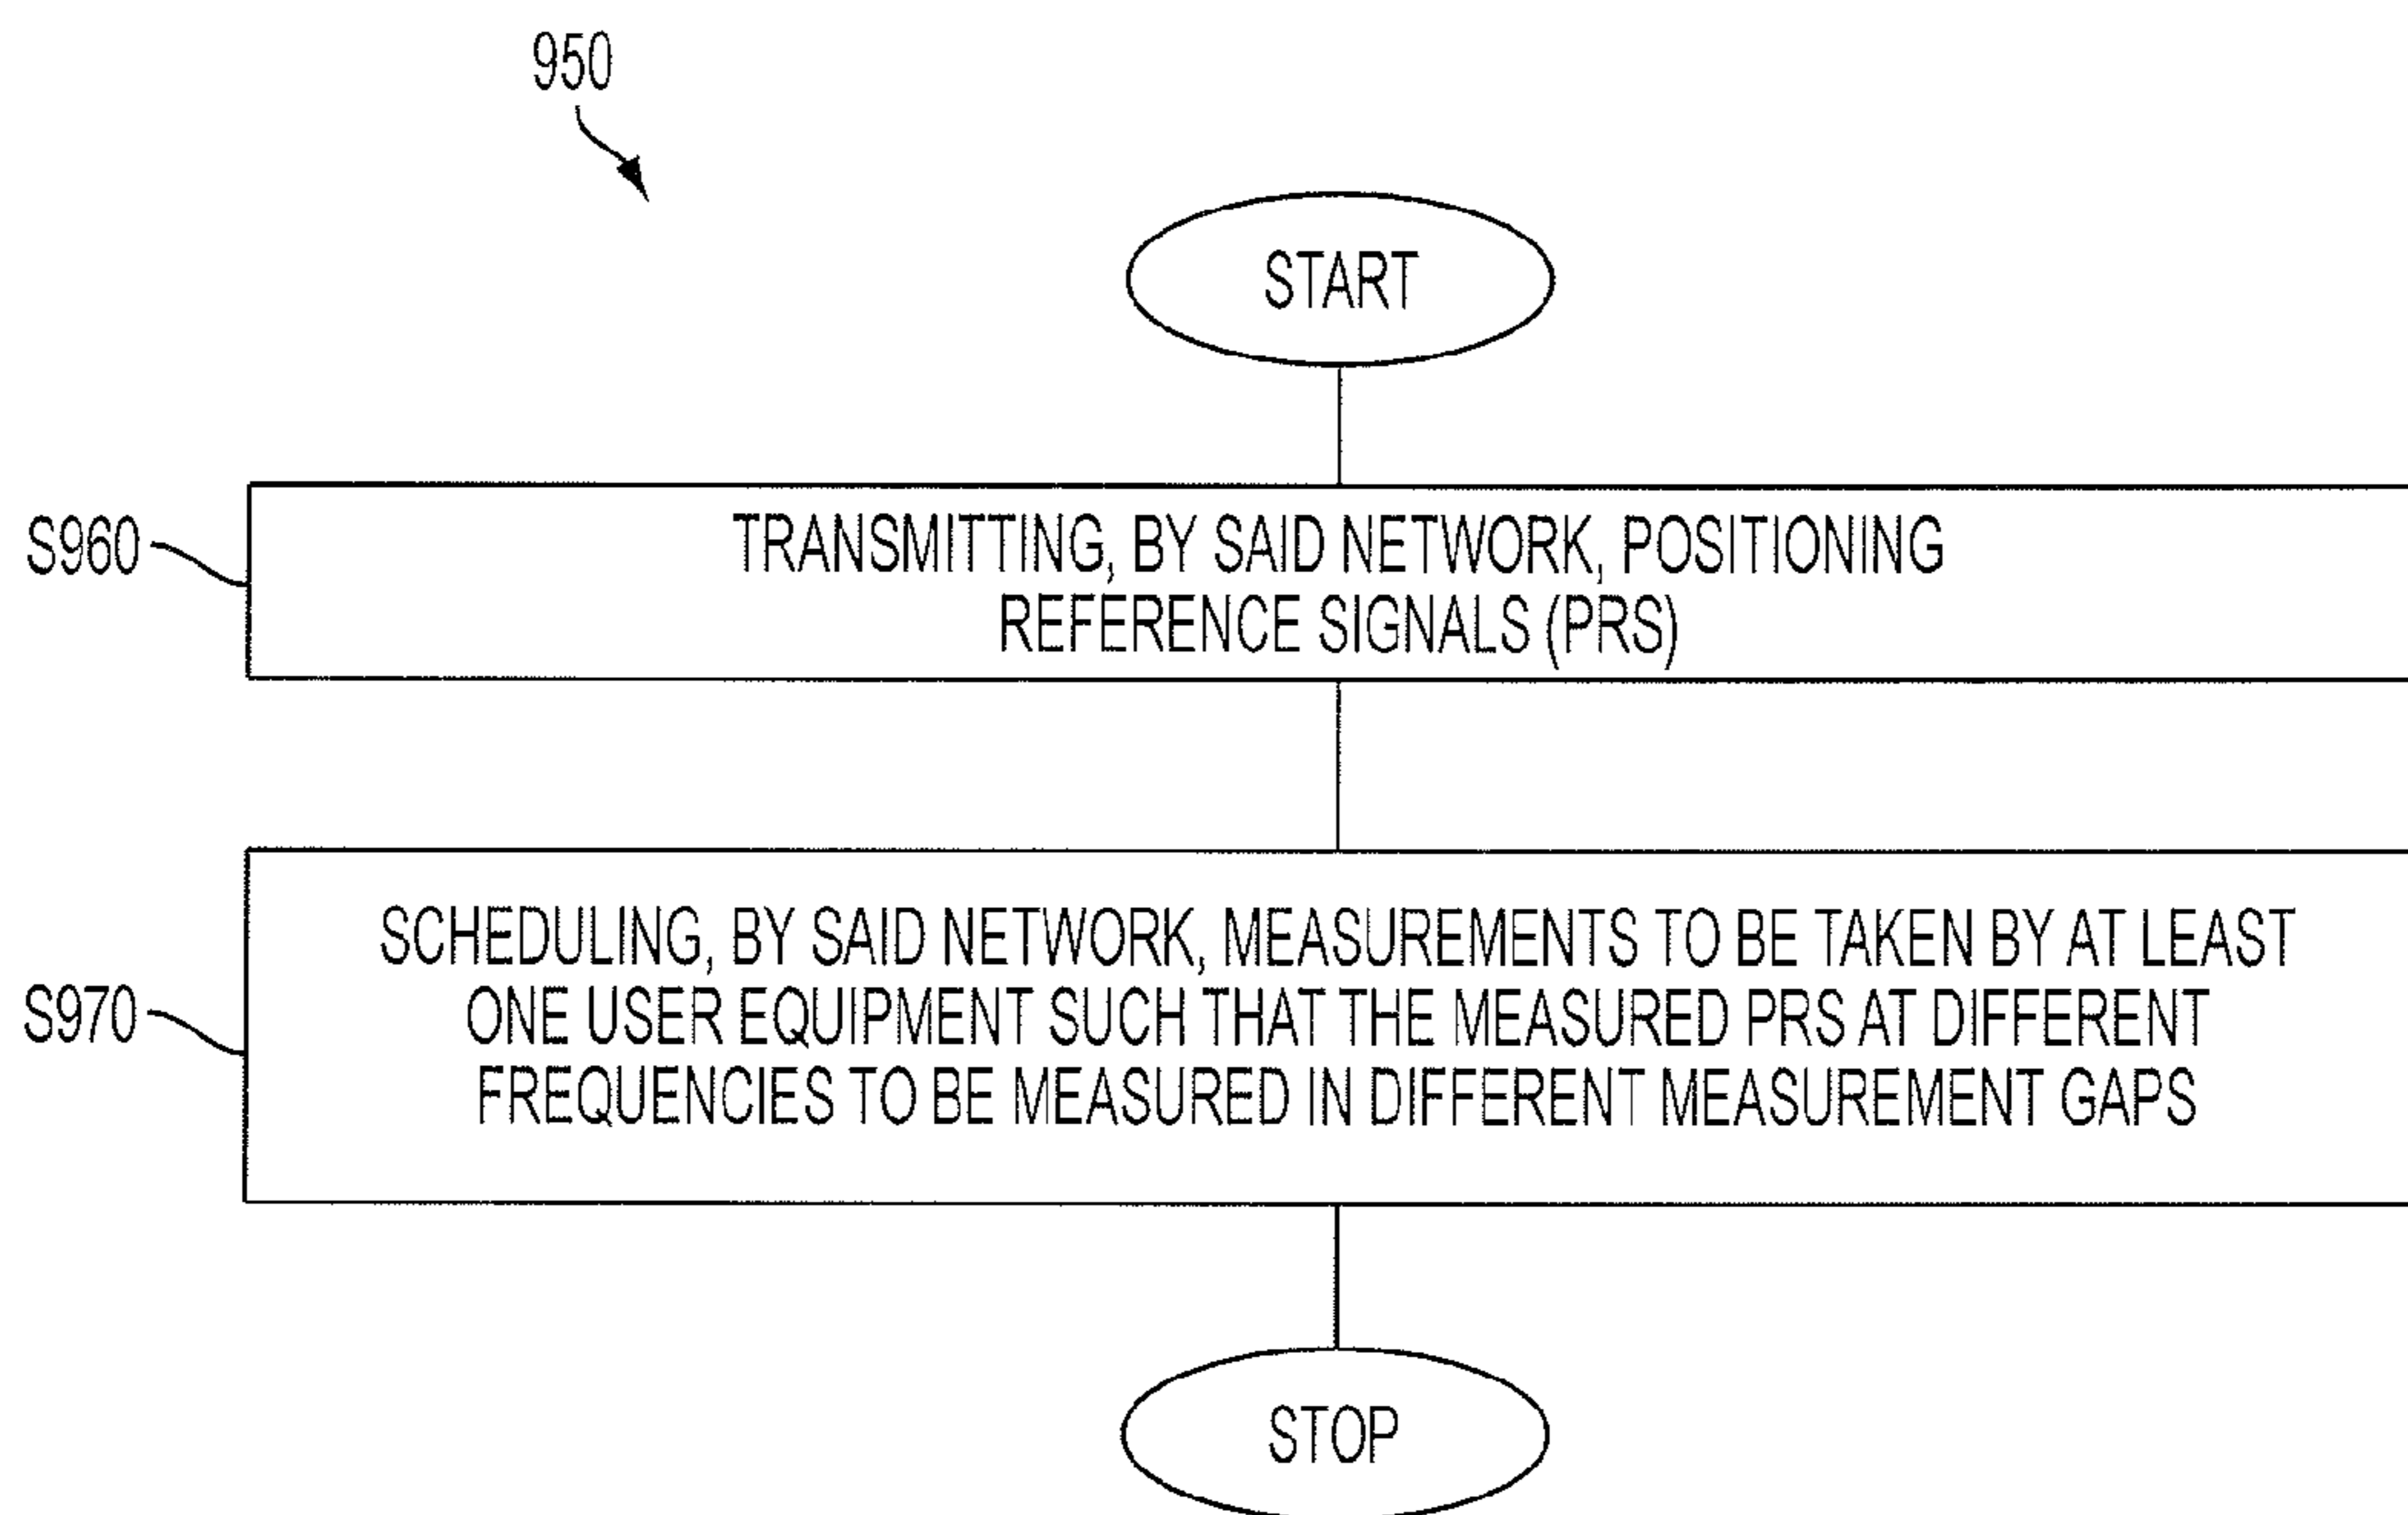 950
START
S960
TRANSMITTING, BY SAID NETWORK, POSITIONING
REFERENCE SIGNALS (PRS)
SCHEDULING, BY SAID NETWORK, MEASUREMENTS TO BE TAKEN BY AT LEAST
S970
ONE USER EQUIPMENT SUCH THAT THE MEASURED PRS AT DIFFERENT
FREQUENCIES TO BE MEASURED IN DIFFERENT MEASUREMENT GAPS
STOP